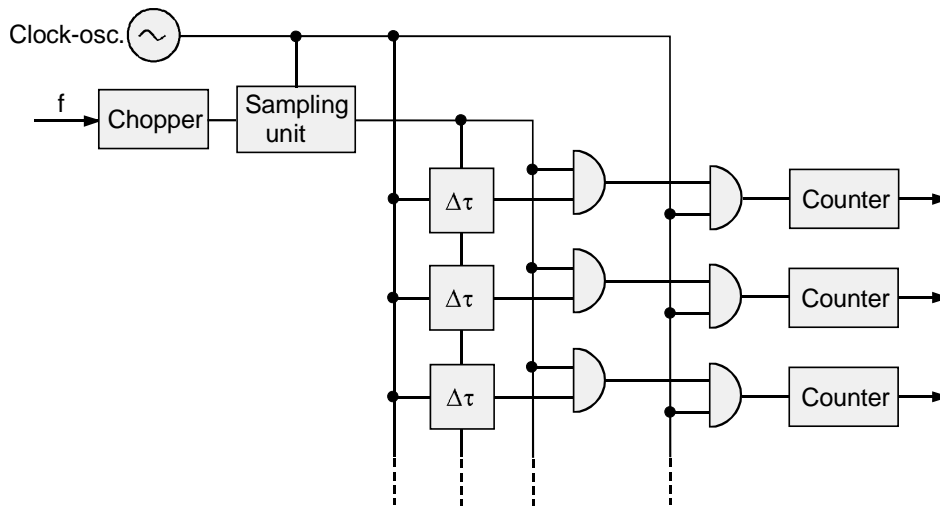 Clock-osc.
f
Chopper
Sampling
unit
Δτ
Counter
Δτ
Counter
Δτ
Counter